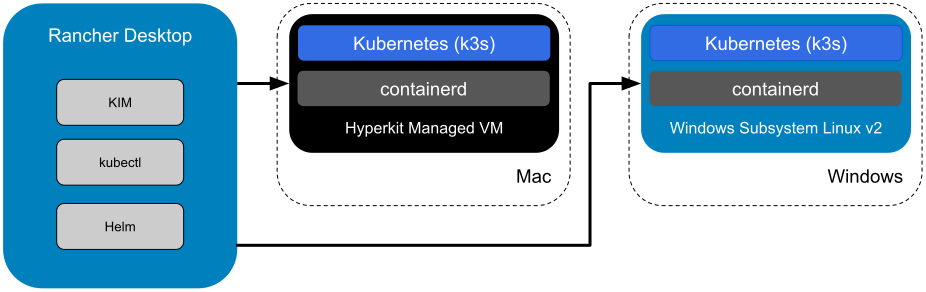 Rancher Desktop
KIM
kubectl
Helm
Kubernetes (k3s)
containerd
Hyperkit Managed VM
Mac
Kubernetes (k3s)
containerd
Windows Subsystem Linux v2
Windows